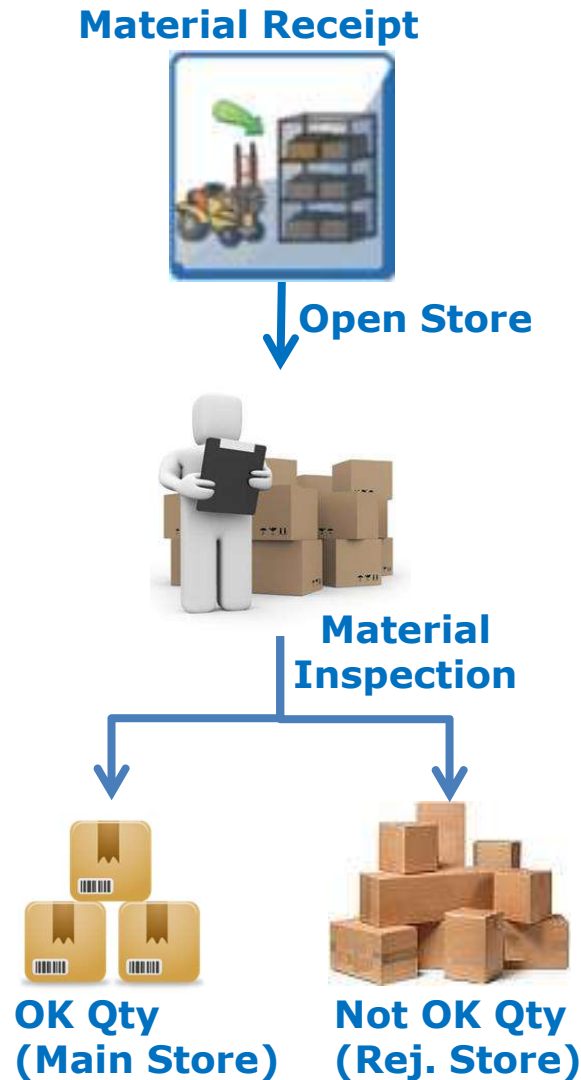 Material Receipt
Open Store
Material
Inspection
OK Qty
(Main Store)
Not OK Qty
(Rej. Store)